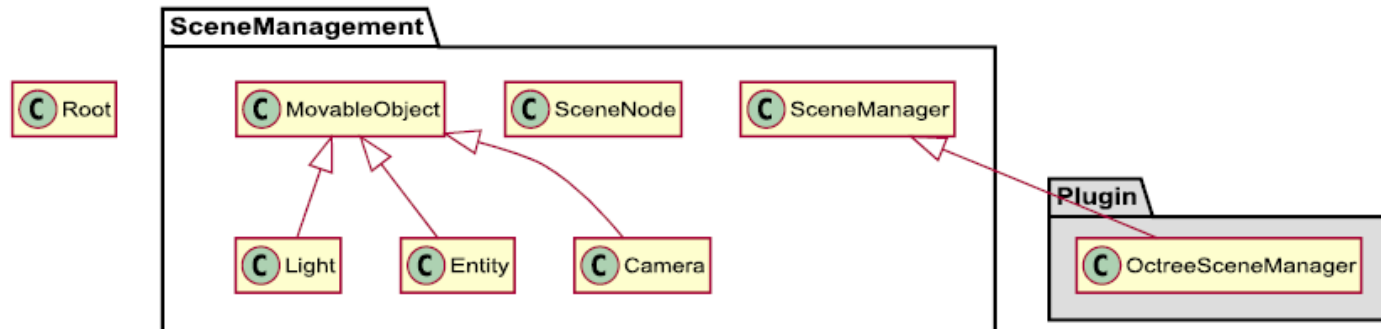 SceneManagement
C Root
C MovableObject
C SceneNode
C SceneManager
Plugin
C Light
C Entity
C Camera
C OctreeSceneManager